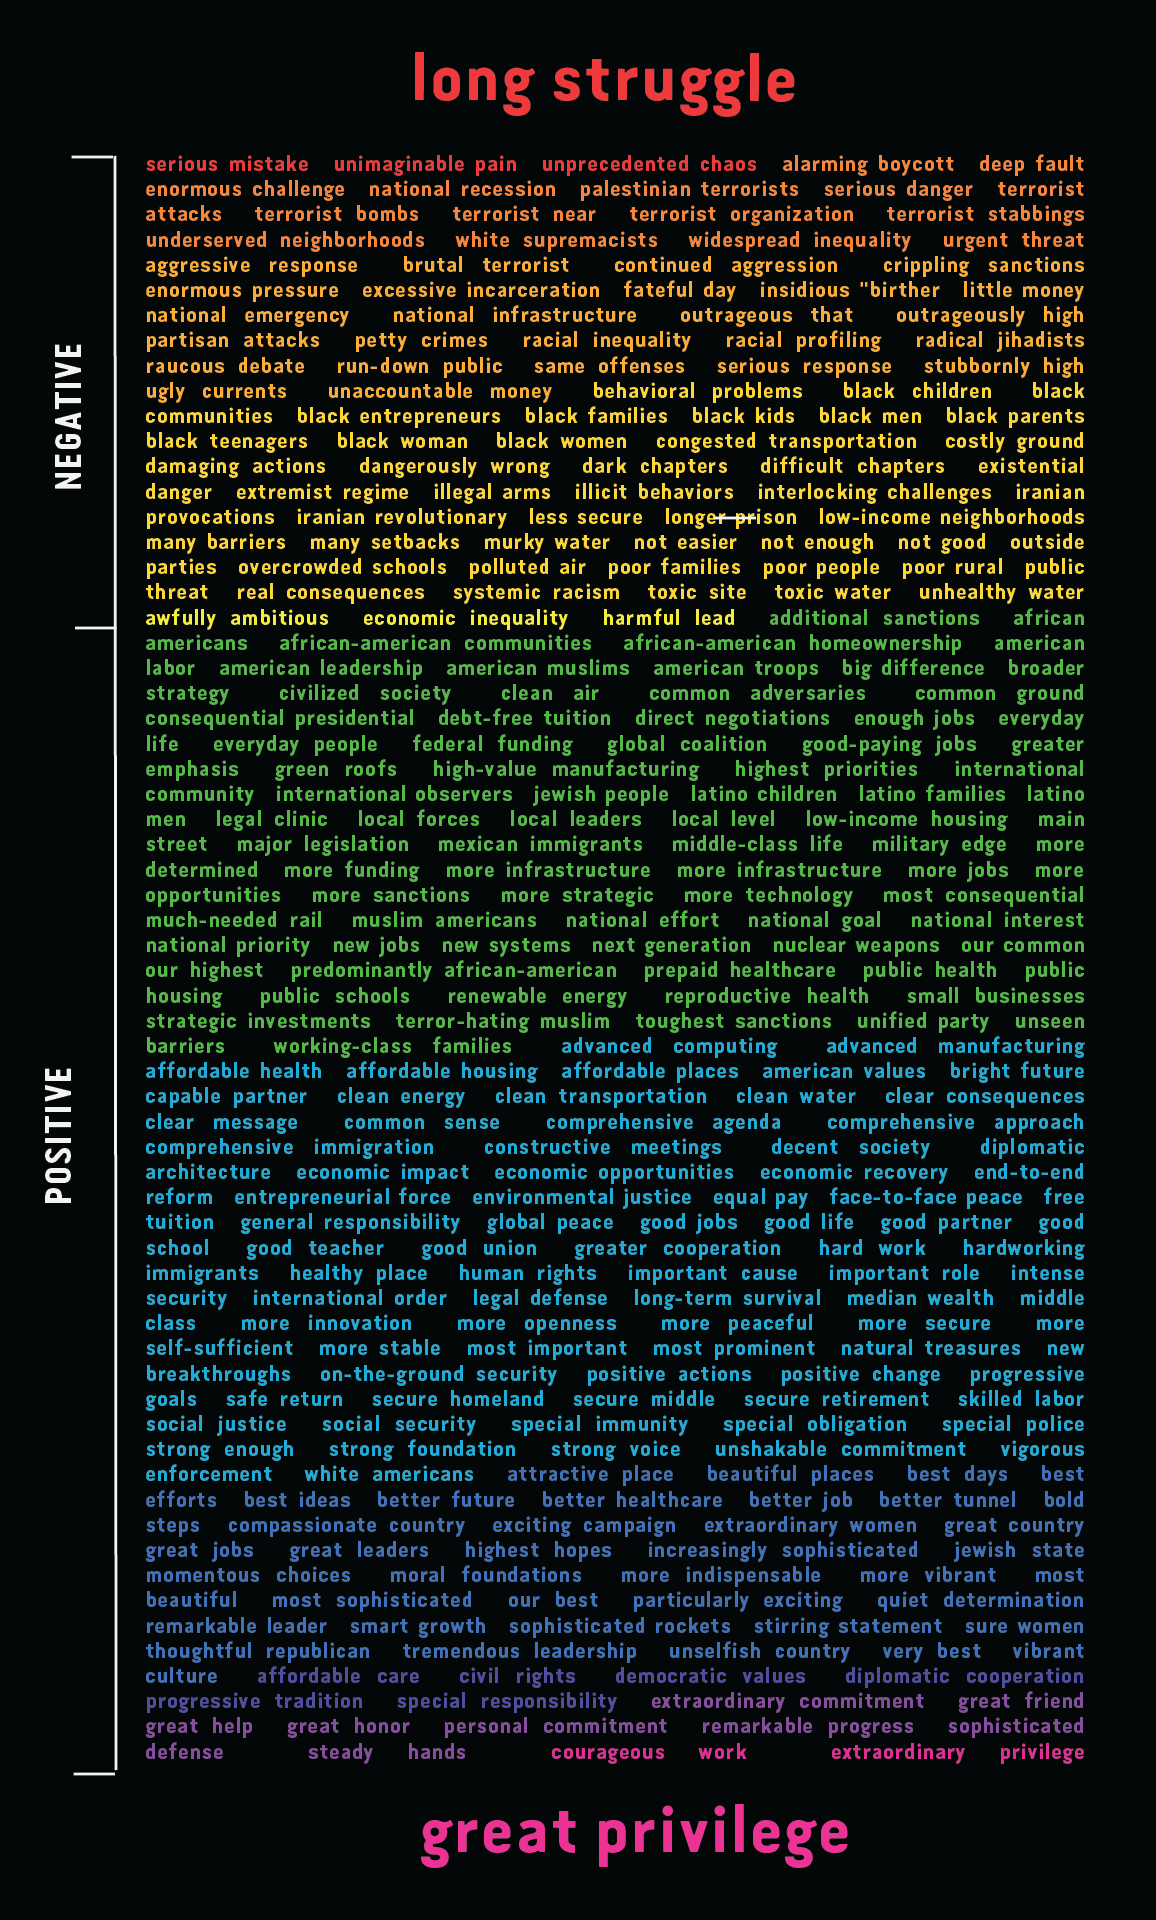 long struggle
serious mistake unimaginable pain unprecedented chaos alarming boycott deep fault
enormous challenge national recession palestinian terrorists serious danger terrorist
attacks terrorist bombs terrorist near terrorist organization terrorist stabbings
underserved neighborhoods white supremacists widespread inequality urgent threat
aggressive response brutal terrorist continued aggression crippling sanctions
enormous pressure excessive incarceration fateful day insidious "birther little money
national emergency national infrastructure outrageous that outrageously high
partisan attacks petty crimes racial inequality racial profiling radical jihadists
raucous debate run-down public same offenses serious response stubbornly high
ugly currents unaccountable money behavioral problems black children black
communities black entrepreneurs black families black kids black men black parents
black teenagers black woman black women congested transportation costly ground
damaging actions dangerously wrong dark chapters difficult chapters existential
danger extremist regime illegal arms illicit behaviors interlocking challenges iranian
provocations iranian revolutionary less secure longer prison low-income neighborhoods
many barriers many setbacks murky water not easier not enough not good outside
parties overcrowded schools polluted air poor families poor people poor rural public
threat real consequences systemic racism toxic site toxic water unhealthy water
awfully ambitious economic inequality harmful lead additional sanctions african
americans african-american communities african-american homeownership american
labor american leadership american muslims american troops big difference broader
strategy civilized society clean air common adversaries common ground
consequential presidential debt-free tuition direct negotiations enough jobs everyday
life everyday people federal funding global coalition good-paying jobs greater
emphasis green roofs high-value manufacturing highest priorities international
community international observers jewish people latino children latino families latino
men legal clinic local forces local leaders local level low-income housing main
street major legislation mexican immigrants middle-class life military edge more
determined more funding more infrastructure more infrastructure more jobs more
opportunities more sanctions more strategic more technology most consequential
much-needed rail muslim americans national effort national goal national interest
national priority new jobs new systems next generation nuclear weapons our common
our highest predominantly african-american prepaid healthcare public health public
housing public schools renewable energy reproductive health small businesses
strategic investments terror-hating muslim toughest sanctions unified party unseen
barriers working-class families advanced computing advanced manufacturing
affordable health affordable housing affordable places american values bright future
capable partner clean energy clean transportation clean water clear consequences
clear message common sense comprehensive agenda comprehensive approach
comprehensive immigration constructive meetings decent society diplomatic
architecture economic impact economic opportunities economic recovery end-to-end
reform entrepreneurial force environmental justice equal pay face-to-face peace free
tuition general responsibility global peace good jobs good life good partner good
school good teacher good union greater cooperation hard work hardworking
immigrants healthy place human rights important cause important role intense
security international order legal defense long-term survival median wealth middle
class more innovation more openness more peaceful more secure more
self-sufficient more stable most important most prominent natural treasures new
breakthroughs on-the-ground security positive actions positive change progressive
goals safe return secure homeland secure middle secure retirement skilled labor
social justice social security special immunity special obligation special police
strong enough strong foundation strong voice unshakable commitment vigorous
enforcement white americans attractive place beautiful places best days best
efforts best ideas better future better healthcare better job better tunnel bold
steps compassionate country exciting campaign extraordinary women great country
great jobs great leaders highest hopes increasingly sophisticated jewish state
momentous choices moral foundations more indispensable more vibrant most
beautiful most sophisticated our best particularly exciting quiet determination
remarkable leader smart growth sophisticated rockets stirring statement sure women
thoughtful republican tremendous leadership unselfish country very best vibrant
culture affordable care civil rights democratic values diplomatic cooperation
progressive tradition special responsibility extraordinary commitment great friend
great help great honor personal commitment remarkable progress sophisticated
defense steady hands courageous work extraordinary privilege
great privilege
NEGATIVE
POSITIVE